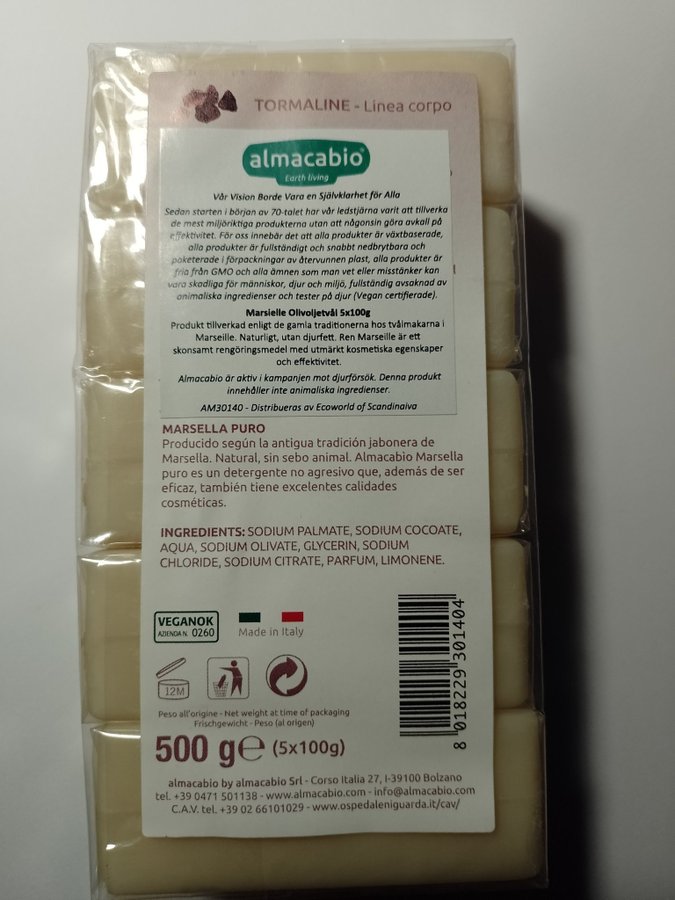 TORMALINE - Linea corpo
almacabio
Earth living
Vår Vision Borde Vara en Självklarhet för Alla
Sedan starten i början av 70-talet har vår ledstjärna varit att tillverka
de mest miljöriktiga produkterna utan att någonsin göra avkall på
effektivitet. För oss innebär det att alla produkter är växtbaserade,
alla produkter är fullständigt och snabbt nedbrytbara och
paketerade i förpackningar av återvunnen plast, alla produkter är
fria från GMO och alla ämnen som man vet eller misstänker kan
vara skadliga för människor, djur och miljö, fullständig avsaknad av
animaliska ingredienser och tester på djur (Vegan certifierade).
Marsielle Olivoljetvål 5x100g
Produkt tillverkad enligt de gamla traditionerna hos tvålmakarna i
Marseille. Naturligt, utan djurfett. Ren Marseille är ett
skonsamt rengöringsmedel med utmärkt kosmetiska egenskaper
och effektivitet.
Almacabio är aktiv i kampanjen mot djurförsök. Denna produkt
innehåller inte animaliska ingredienser.
AM30140 - Distribueras av Ecoworld of Scandinaiva
MARSELLA PURO
Producido según la antigua tradición jabonera de
Marsella. Natural, sin sebo animal. Almacabio Marsella
puro es un detergente no agresivo que, además de ser
eficaz, también tiene excelentes calidades
cosméticas.
INGREDIENTS: SODIUM PALMATE, SODIUM COCOATE,
AQUA, SODIUM OLIVATE, GLYCERIN, SODIUM
CHLORIDE, SODIUM CITRATE, PARFUM, LIMONENE.
VEGANOK
AZIENDA N. 0260
Made in Italy
12M
8 018229 301404
Peso all'origine - Net weight at time of packaging
Frischgewicht - Peso (al origen)
500 g e (5x100g)
almacabio by almacabio Srl - Corso Italia 27, I-39100 Bolzano
tel. +39 0471 501138 - www.almacabio.com - info@almacabio.com
C.A.V. tel. +39 02 66101029 - www.ospedaleniguarda.it/cav/